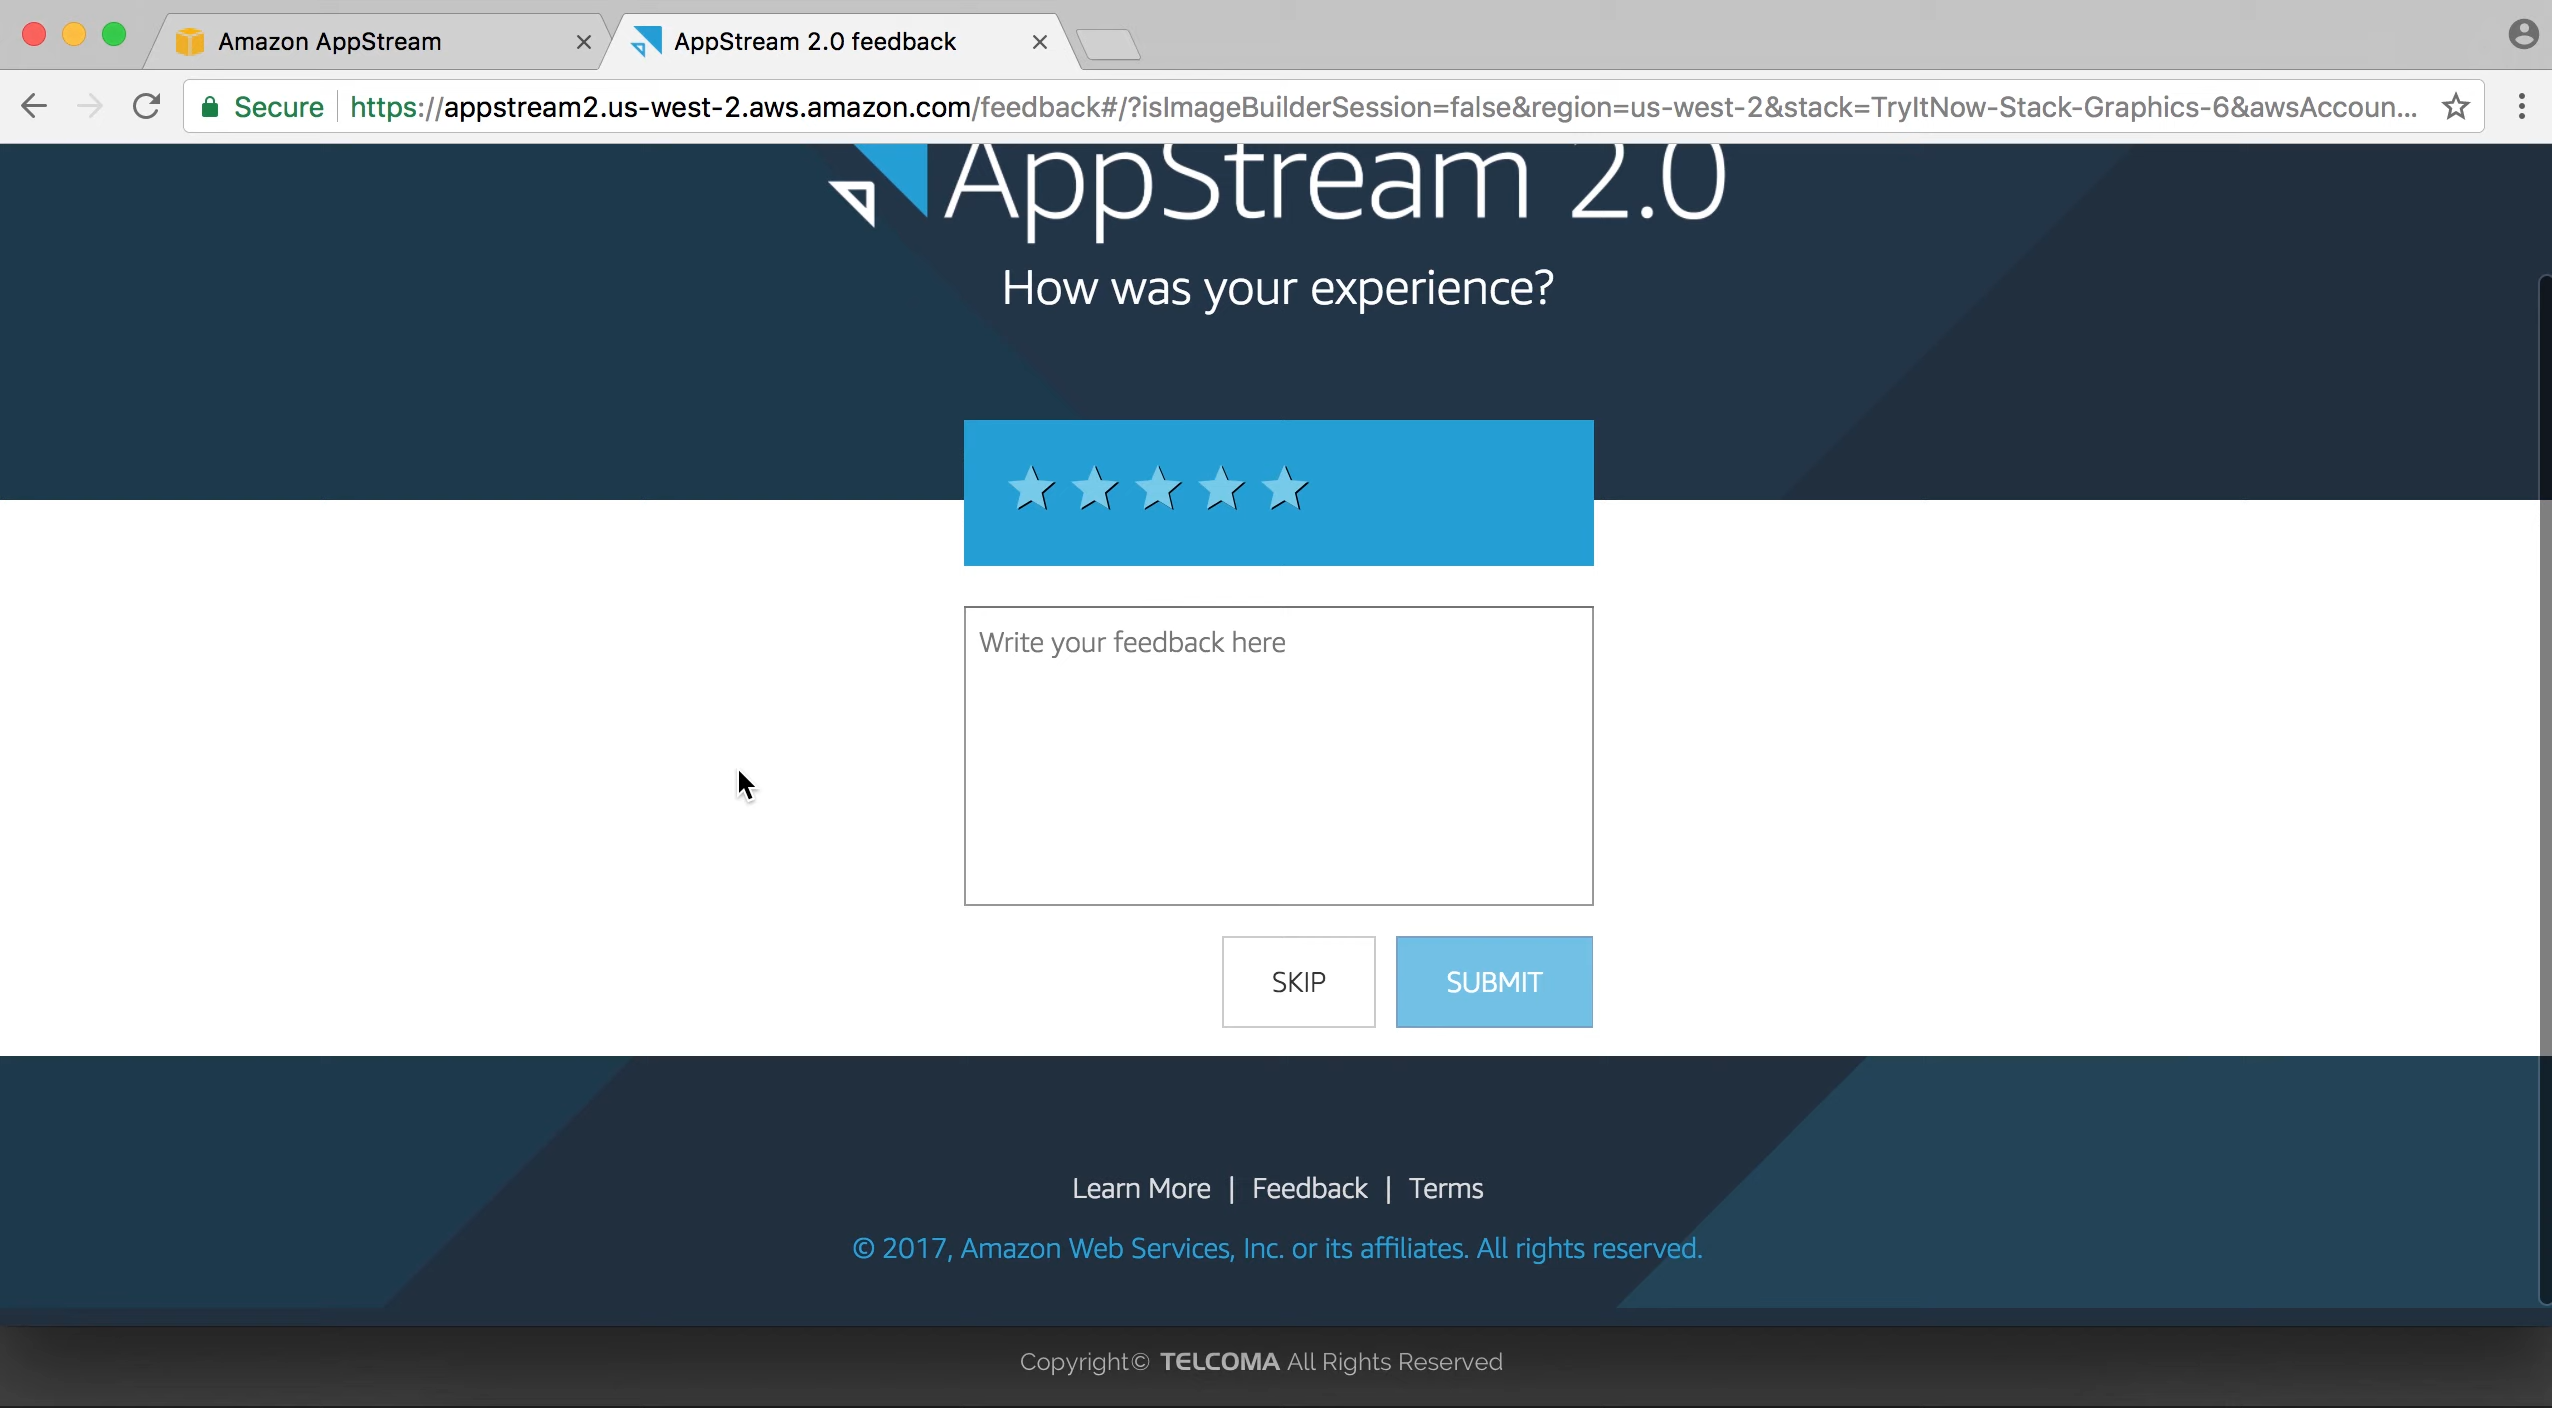 Amazon AppStream
AppStream 2.0 feedback
Secure https://appstream2.us-west-2.aws.amazon.com/feedback#/?isImageBuilderSession=false&region=us-west-2&stack=TryItNow-Stack-Graphics-6&awsAccoun...
AppStream 2.0
How was your experience?
Write your feedback here
SKIP
SUBMIT
Learn More | Feedback | Terms
© 2017, Amazon Web Services, Inc. or its affiliates. All rights reserved.
Copyright© TELCOMA All Rights Reserved